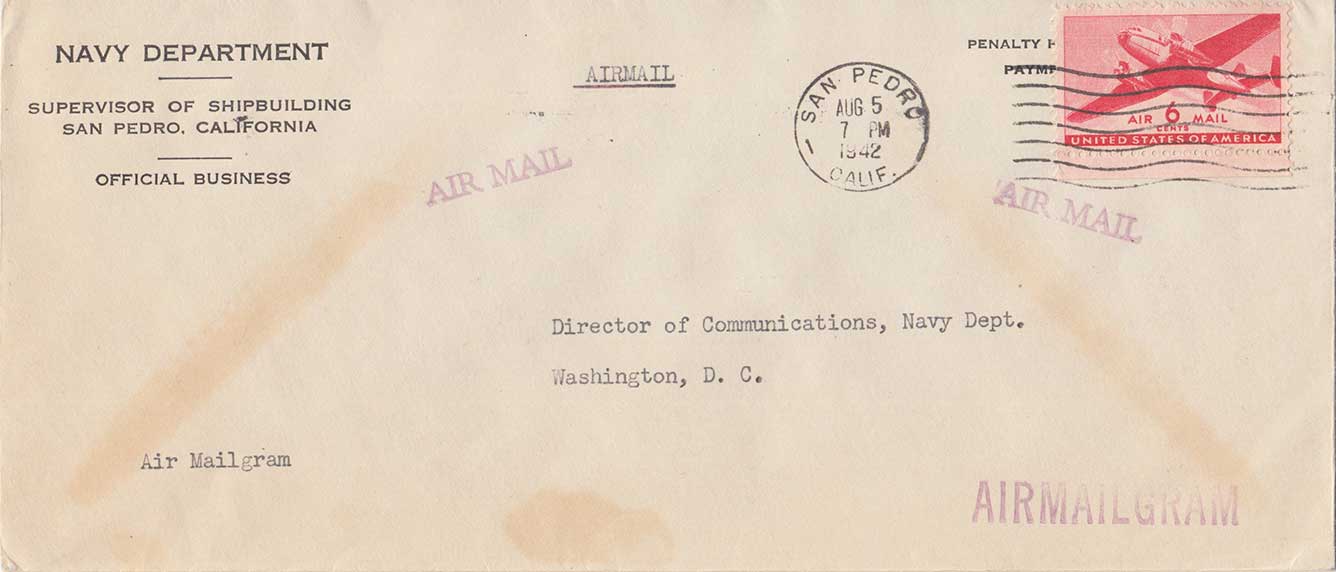 NAVY DEPARTMENT
SUPERVISOR OF SHIPBUILDING
SAN PEDRO, CALIFORNIA
OFFICIAL BUSINESS
AIRMAIL
AIR MAIL
SAN PEDRO
AUG 5
7 PM
1942
CALIF.
1
PENALTY
AIR 6 MAIL
CENTS
UNITED STATES OF AMERICA
AIR MAIL
Director of Communications, Navy Dept.
Washington, D. C.
Air Mailgram
AIRMAILGRAM